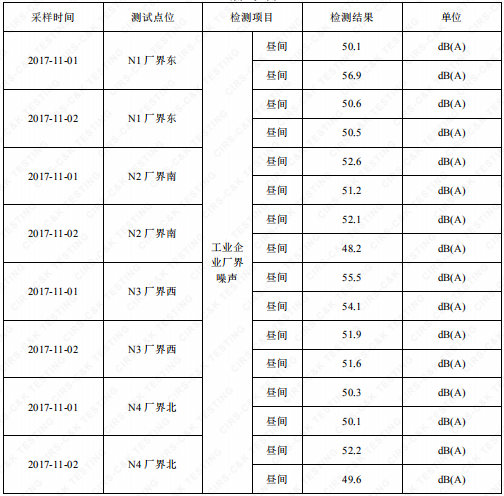 采样时间 测试点位 检测项目 检测结果 单位
2017-11-01 N1 厂界东 工业企业厂界噪声 昼间 50.1 dB(A)
昼间 56.9 dB(A)
2017-11-02 N1 厂界东 昼间 50.6 dB(A)
昼间 50.5 dB(A)
2017-11-01 N2 厂界南 昼间 52.6 dB(A)
昼间 51.2 dB(A)
2017-11-02 N2 厂界南 昼间 52.1 dB(A)
昼间 48.2 dB(A)
2017-11-01 N3 厂界西 昼间 55.5 dB(A)
昼间 54.1 dB(A)
2017-11-02 N3 厂界西 昼间 51.9 dB(A)
昼间 51.6 dB(A)
2017-11-01 N4 厂界北 昼间 50.3 dB(A)
昼间 50.1 dB(A)
2017-11-02 N4 厂界北 昼间 52.2 dB(A)
昼间 49.6 dB(A)
CIRS-C&K TESTING